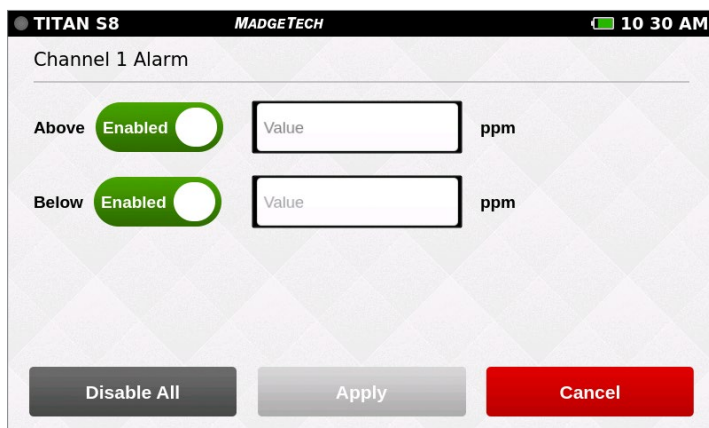 TITAN S8 MADGETECH 10 30 AM
Channel 1 Alarm
Above Enabled Value ppm
Below Enabled Value ppm
Disable All Apply Cancel